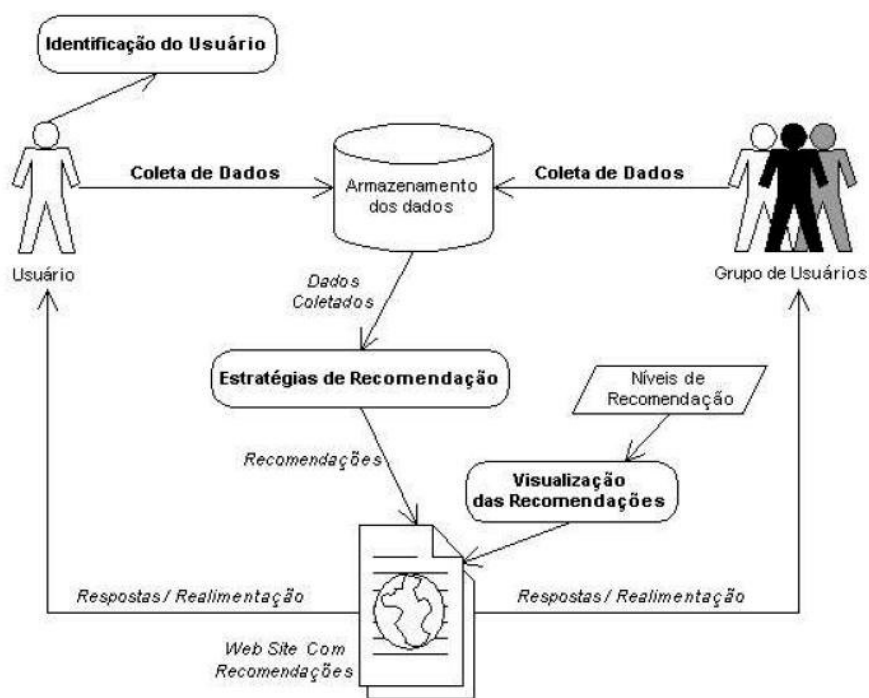 Identificação do Usuário
Coleta de Dados
Armazenamento
dos dados
Coleta de Dados
Usuário
Grupo de Usuários
Dados
Coletados
Estratégias de Recomendação
Níveis de
Recomendação
Recomendações
Visualização
das Recomendações
Respostas / Realimentação
Respostas / Realimentação
Web Site Com
Recomendações